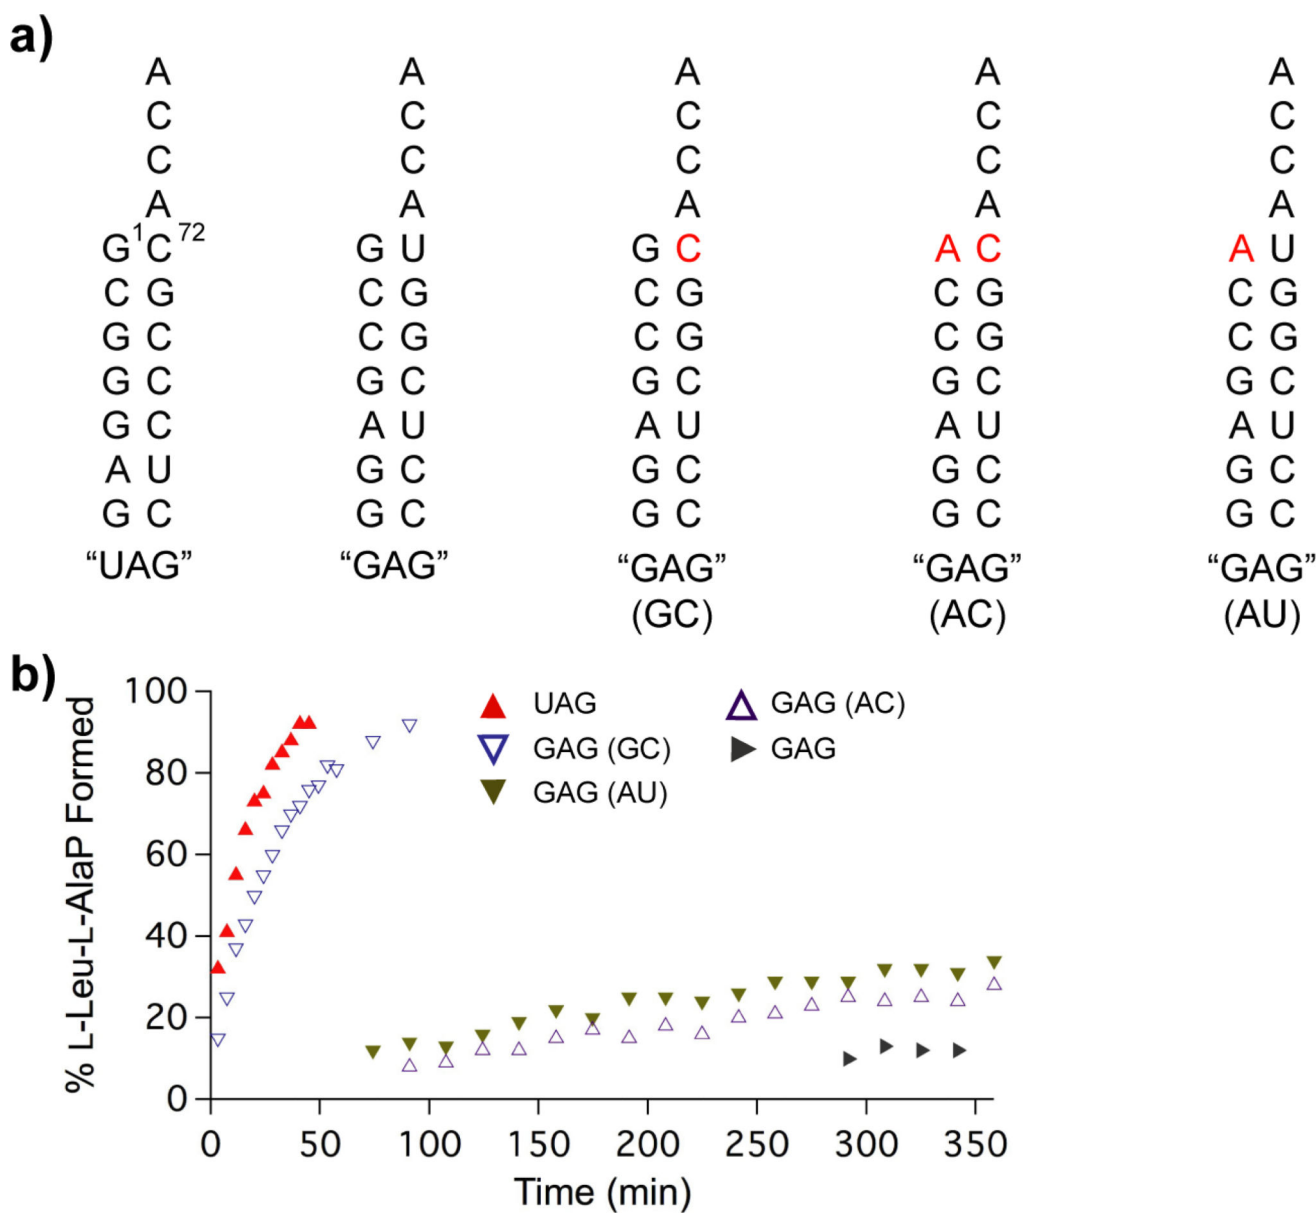 a)
A A A A A
C C C C C
C C C C C
A A A A A
G1C72 G U G C A C A U
C G C G C G C G C G
G C C G C G C G C G
G C G C G C G C G C
G C A U A U A U A U
A U G C G C G C G C
G C G C G C G C G C
“UAG” “GAG” “GAG” “GAG” “GAG”
(GC) (AC) (AU)
b)
% L-Leu-L-AlaP Formed
100
80
60
40
20
0
UAG
GAG (GC)
GAG (AU)
GAG (AC)
GAG
0 50 100 150 200 250 300 350
Time (min)